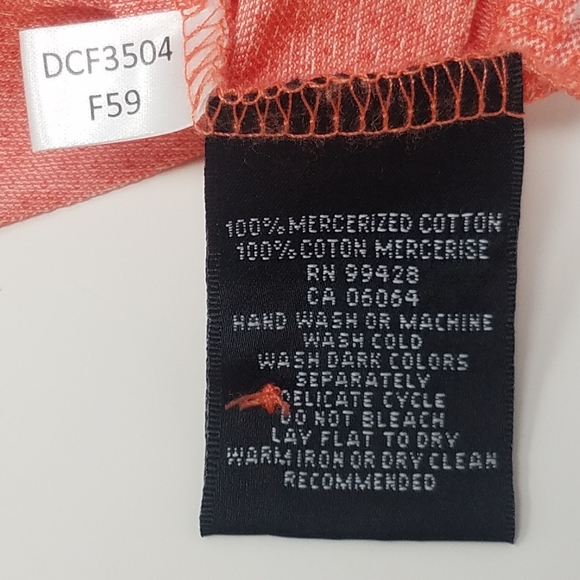 DCF3504
F59
100% MERCERIZED COTTON
100% COTON MERCERISE
RN 99428
CA 06064
HAND WASH OR MACHINE
WASH COLD
WASH DARK COLORS
SEPARATELY
DELICATE CYCLE
DO NOT BLEACH
LAY FLAT TO DRY
WARM IRON OR DRY CLEAN
RECOMMENDED